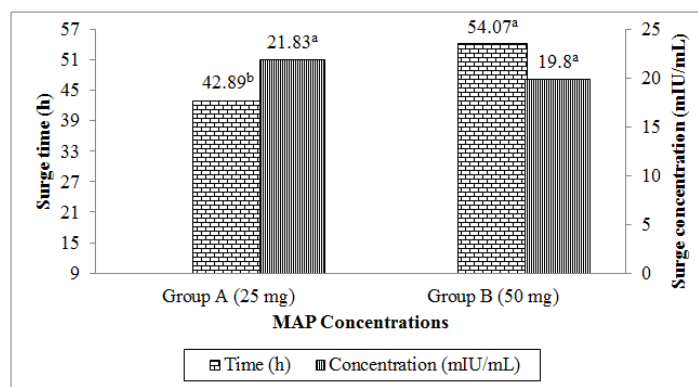 57
51
45
39
33
27
21
15
9
Surge time (h)
42.89ᵇ
21.83ᵃ
54.07ᵃ
19.8ᵃ
25
20
15
10
5
0
Surge concentration (mIU/mL)
Group A (25 mg) Group B (50 mg)
MAP Concentrations
Time (h) Concentration (mIU/mL)